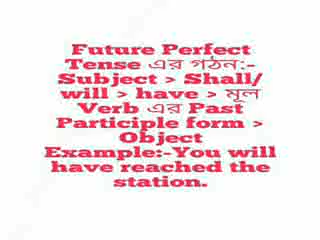 Future Perfect
Tense এর গঠন:-
Subject > Shall/
will > have > মূল
Verb এর Past
Participle form >
Object
Example:-You will
have reached the
station.